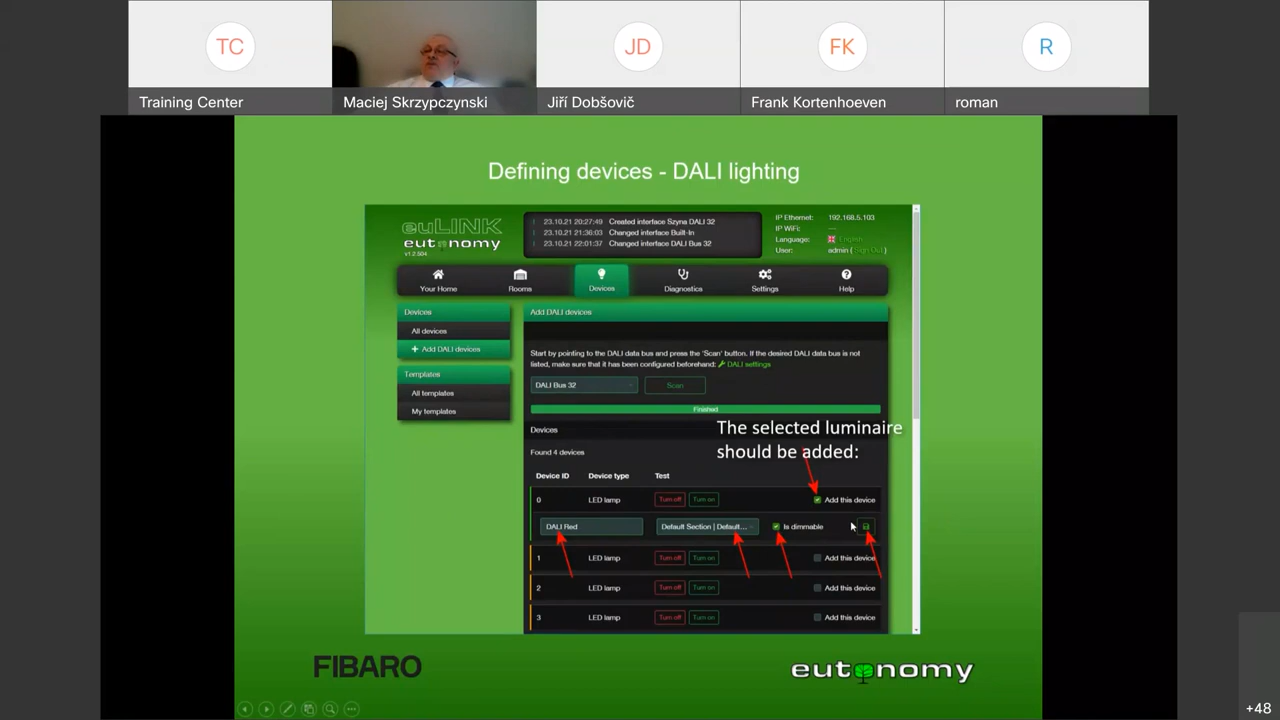 TC
JD
FK
R
Training Center
Maciej Skrzypczynski
Jiří Dobšovič
Frank Kortenhoeven
roman
Defining devices - DALI lighting
euLINK
eutonomy
v1.2.504
23.10.21 20:27:49 Created interface Szyna DALI 32
23.10.21 21:36:03 Changed interface Built-In
23.10.21 22:01:37 Changed interface DALI Bus 32
IP Ethernet: 192.168.5.103
IP WiFi: ---
Language: English
User: admin (Sign Out)
Your Home
Rooms
Devices
Diagnostics
Settings
Help
Devices
All devices
+ Add DALI devices
Templates
All templates
My templates
Add DALI devices
Start by pointing to the DALI data bus and press the 'Scan' button. If the desired DALI data bus is not
listed, make sure that it has been configured beforehand: DALI settings
DALI Bus 32
Scan
Finished
The selected luminaire
should be added:
Devices
Found 4 devices
Device ID Device type Test
0 LED lamp Turn off Turn on Add this device
DALI Red Default Section | Default... Is dimmable
1 LED lamp Turn off Turn on Add this device
2 LED lamp Turn off Turn on Add this device
3 LED lamp Turn off Turn on Add this device
FIBARO
eutonomy
+48